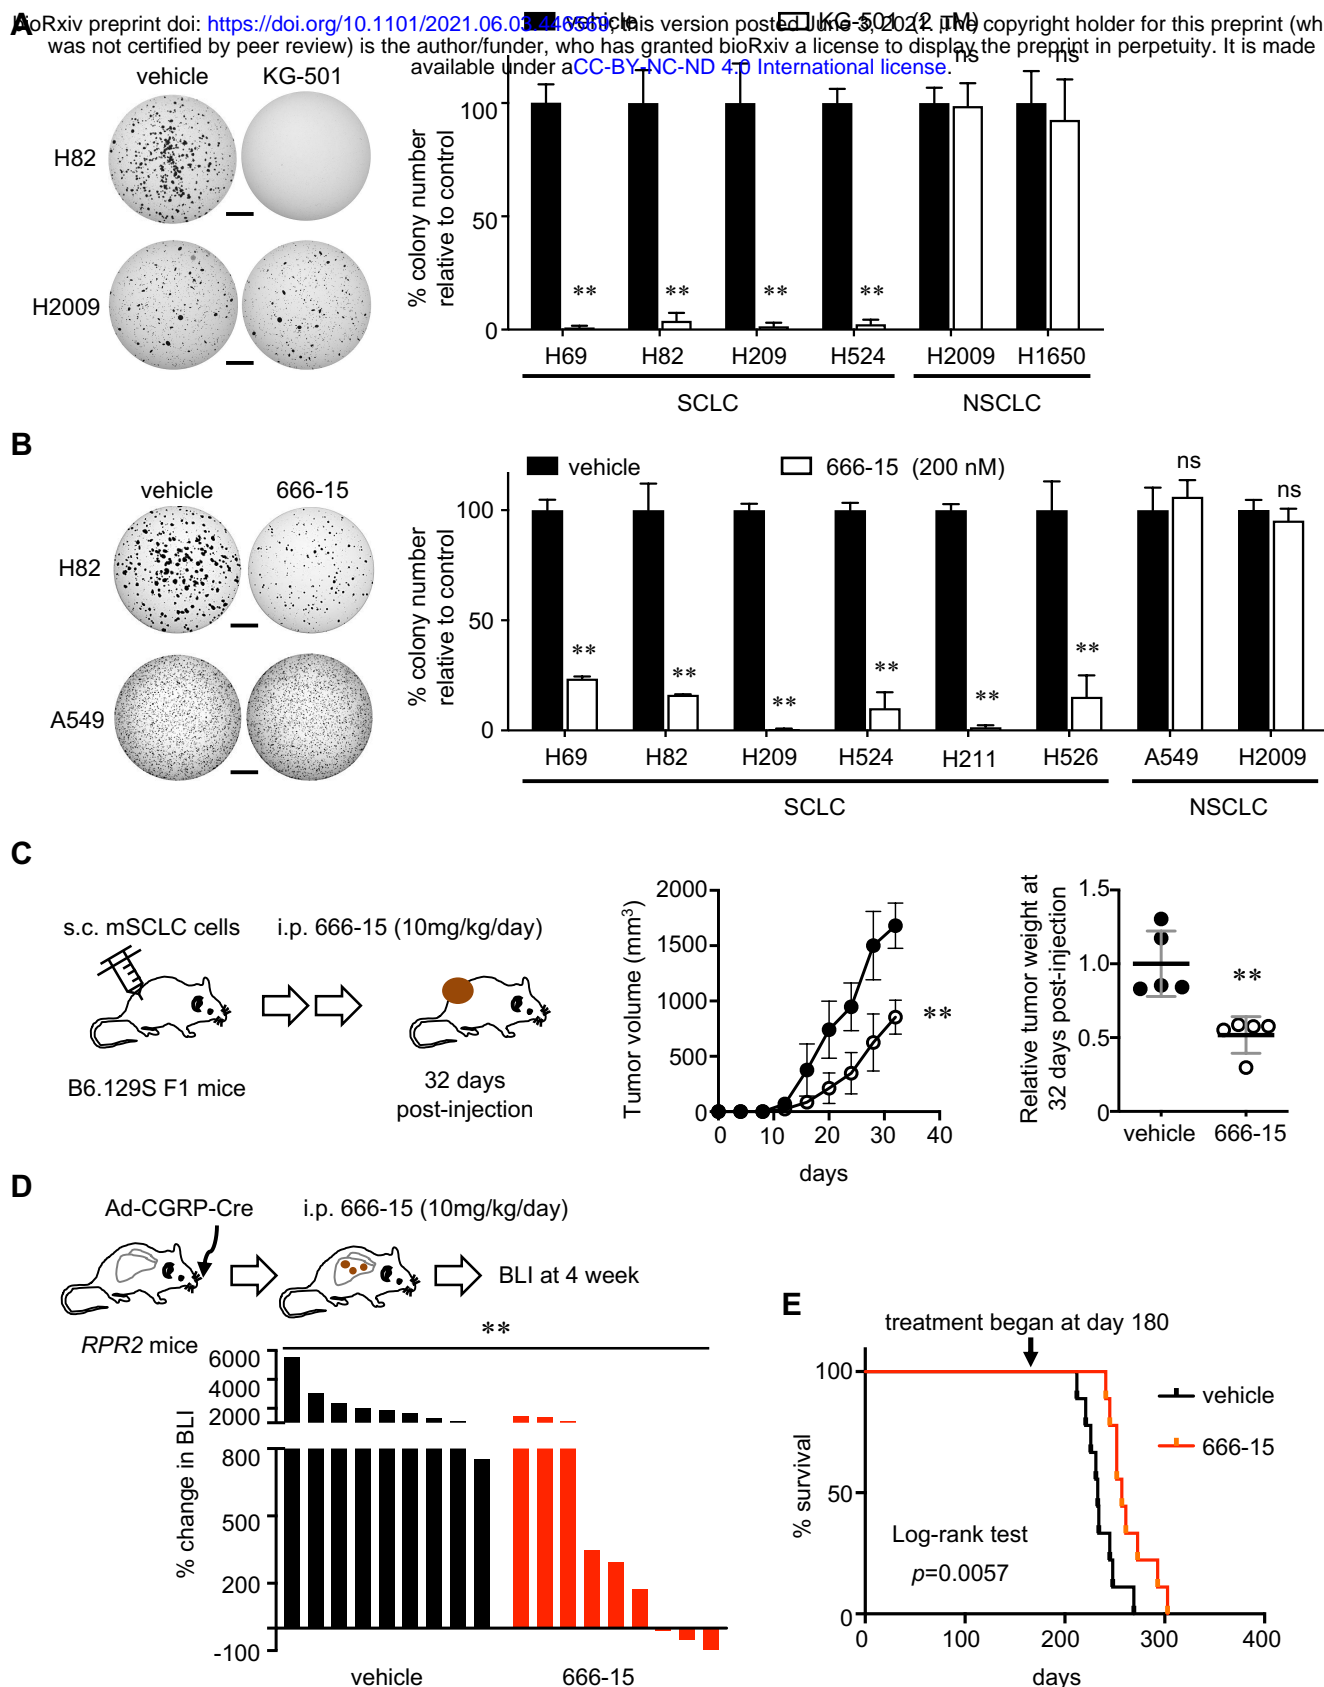 bioRxiv preprint doi: https://doi.org/10.1101/2021.06.03.446569; this version posted June 3, 2021. The copyright holder for this preprint (wh
was not certified by peer review) is the author/funder, who has granted bioRxiv a license to display the preprint in perpetuity. It is made
available under aCC-BY-NC-ND 4.0 International license.
A
vehicle
KG-501 (2 μM)
vehicle KG-501
H82
H2009
% colony number
relative to control
100
50
0
** ** ** ** ns ns
H69 H82 H209 H524 H2009 H1650
SCLC NSCLC
B
vehicle 666-15 (200 nM)
vehicle 666-15
H82
A549
% colony number
relative to control
100
50
0
** ** ** ** ** ** ns ns
H69 H82 H209 H524 H211 H526 A549 H2009
SCLC NSCLC
C
s.c. mSCLC cells i.p. 666-15 (10mg/kg/day)
B6.129S F1 mice
32 days
post-injection
Tumor volume (mm³)
2000
1500
1000
500
0
**
0 10 20 30 40
days
Relative tumor weight at
32 days post-injection
1.5
1.0
0.5
0
**
vehicle 666-15
D
Ad-CGRP-Cre i.p. 666-15 (10mg/kg/day)
BLI at 4 week
RPR2 mice
**
% change in BLI
6000
4000
2000
800
500
200
-100
vehicle 666-15
E
treatment began at day 180
% survival
100
50
0
vehicle
666-15
Log-rank test
p=0.0057
0 100 200 300 400
days